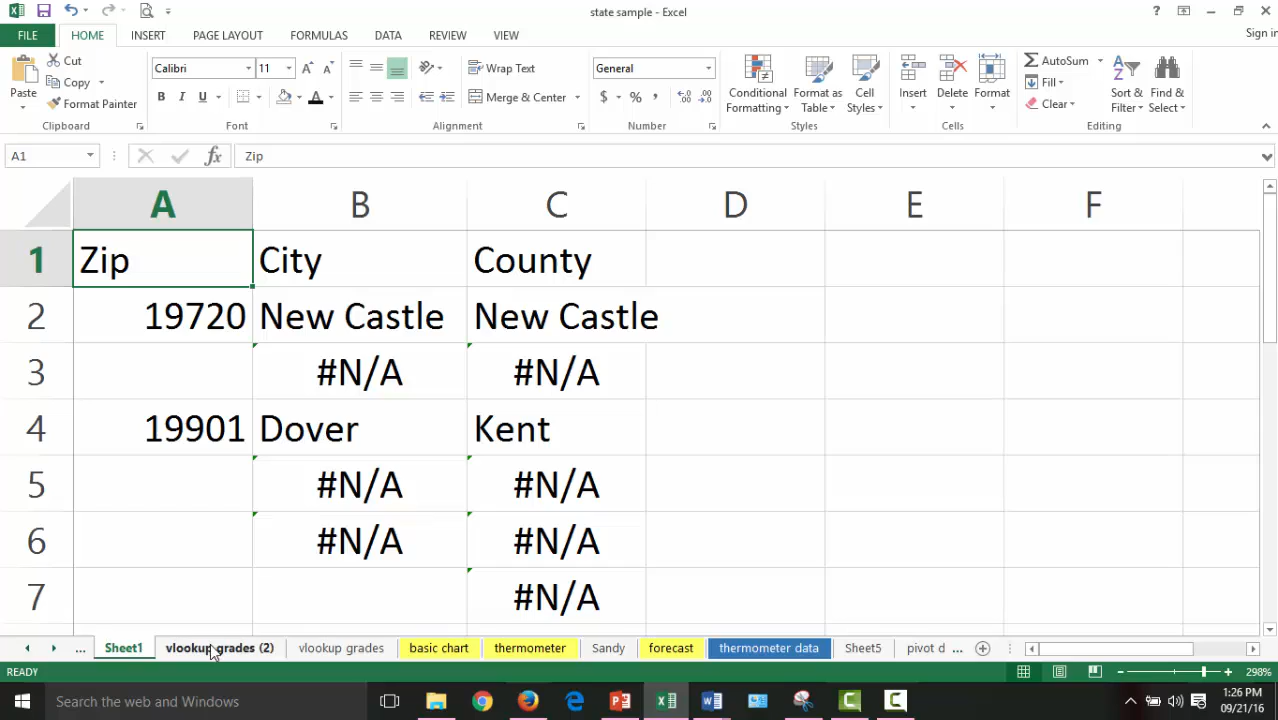 state sample - Excel
?
FILE HOME INSERT PAGE LAYOUT FORMULAS DATA REVIEW VIEW Sign in
Paste
Cut
Copy
Format Painter
Clipboard
Calibri 11 A A
B I U A
Font
Wrap Text
Merge & Center
Alignment
General
$ % ,
Number
Conditional Formatting
Format as Table
Cell Styles
Styles
Insert Delete Format
Cells
AutoSum
Fill
Clear
Sort & Filter
Find & Select
Editing
A1 fx Zip
A B C D E F
1 Zip City County
2 19720 New Castle New Castle
3 #N/A #N/A
4 19901 Dover Kent
5 #N/A #N/A
6 #N/A #N/A
7 #N/A
... Sheet1 vlookup grades (2) vlookup grades basic chart thermometer Sandy forecast thermometer data Sheet5 pivot d ...
READY 298%
Search the web and Windows
1:26 PM
09/21/16